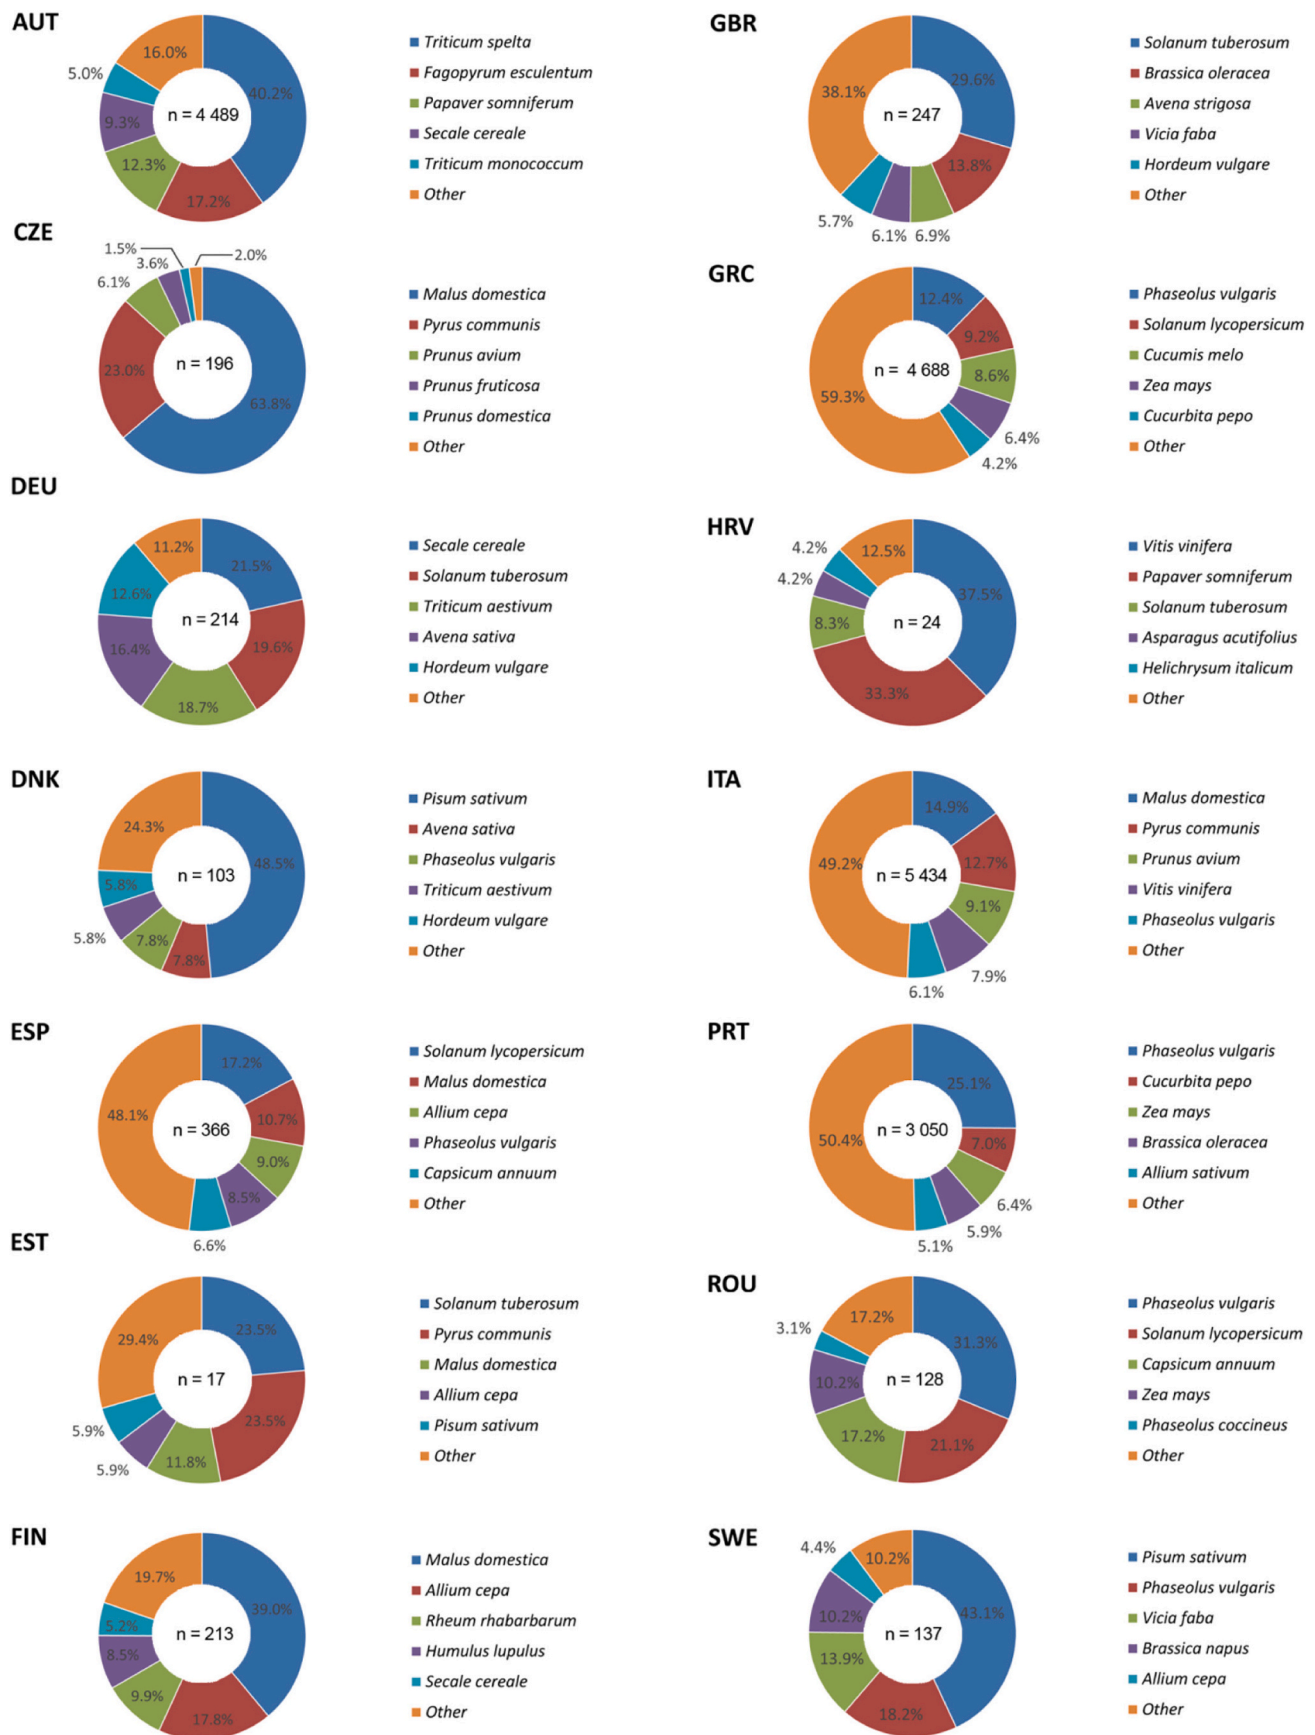 AUT
16.0%
5.0%
40.2%
9.3%
n = 4 489
12.3%
17.2%
Triticum spelta
Fagopyrum esculentum
Papaver somniferum
Secale cereale
Triticum monococcum
Other
GBR
38.1%
29.6%
n = 247
13.8%
5.7%
6.1%
6.9%
Solanum tuberosum
Brassica oleracea
Avena strigosa
Vicia faba
Hordeum vulgare
Other
CZE
1.5%
2.0%
3.6%
6.1%
23.0%
n = 196
63.8%
Malus domestica
Pyrus communis
Prunus avium
Prunus fruticosa
Prunus domestica
Other
GRC
12.4%
9.2%
8.6%
n = 4 688
59.3%
6.4%
4.2%
Phaseolus vulgaris
Solanum lycopersicum
Cucumis melo
Zea mays
Cucurbita pepo
Other
DEU
11.2%
21.5%
12.6%
n = 214
16.4%
19.6%
18.7%
Secale cereale
Solanum tuberosum
Triticum aestivum
Avena sativa
Hordeum vulgare
Other
HRV
4.2%
12.5%
4.2%
37.5%
8.3%
n = 24
33.3%
Vitis vinifera
Papaver somniferum
Solanum tuberosum
Asparagus acutifolius
Helichrysum italicum
Other
DNK
24.3%
48.5%
n = 103
5.8%
5.8%
7.8%
7.8%
Pisum sativum
Avena sativa
Phaseolus vulgaris
Triticum aestivum
Hordeum vulgare
Other
ITA
14.9%
49.2%
12.7%
n = 5 434
9.1%
7.9%
6.1%
Malus domestica
Pyrus communis
Prunus avium
Vitis vinifera
Phaseolus vulgaris
Other
ESP
17.2%
48.1%
10.7%
n = 366
9.0%
8.5%
6.6%
Solanum lycopersicum
Malus domestica
Allium cepa
Phaseolus vulgaris
Capsicum annuum
Other
PRT
25.1%
50.4%
n = 3 050
7.0%
6.4%
5.9%
5.1%
Phaseolus vulgaris
Cucurbita pepo
Zea mays
Brassica oleracea
Allium sativum
Other
EST
29.4%
23.5%
n = 17
23.5%
5.9%
5.9%
11.8%
Solanum tuberosum
Pyrus communis
Malus domestica
Allium cepa
Pisum sativum
Other
ROU
17.2%
3.1%
31.3%
10.2%
n = 128
17.2%
21.1%
Phaseolus vulgaris
Solanum lycopersicum
Capsicum annuum
Zea mays
Phaseolus coccineus
Other
FIN
19.7%
39.0%
5.2%
n = 213
8.5%
9.9%
17.8%
Malus domestica
Allium cepa
Rheum rhabarbarum
Humulus lupulus
Secale cereale
Other
SWE
4.4%
10.2%
43.1%
10.2%
n = 137
13.9%
18.2%
Pisum sativum
Phaseolus vulgaris
Vicia faba
Brassica napus
Allium cepa
Other